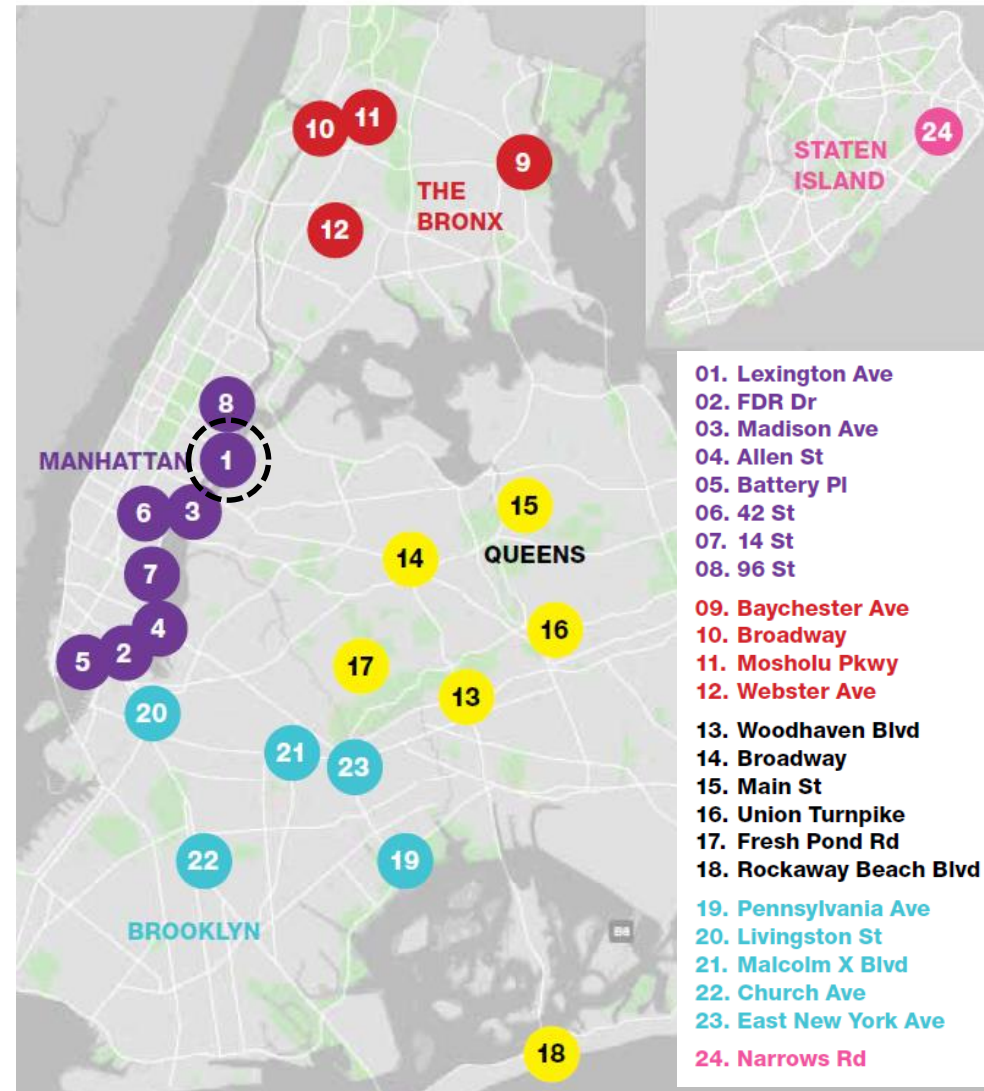 10
11
9
12
THE
BRONX
24
STATEN
ISLAND
8
MANHATTAN
1
6
3
7
4
5
2
15
14
QUEENS
16
17
13
20
21
23
22
19
BROOKLYN
18
01. Lexington Ave
02. FDR Dr
03. Madison Ave
04. Allen St
05. Battery Pl
06. 42 St
07. 14 St
08. 96 St
09. Baychester Ave
10. Broadway
11. Mosholu Pkwy
12. Webster Ave
13. Woodhaven Blvd
14. Broadway
15. Main St
16. Union Turnpike
17. Fresh Pond Rd
18. Rockaway Beach Blvd
19. Pennsylvania Ave
20. Livingston St
21. Malcolm X Blvd
22. Church Ave
23. East New York Ave
24. Narrows Rd